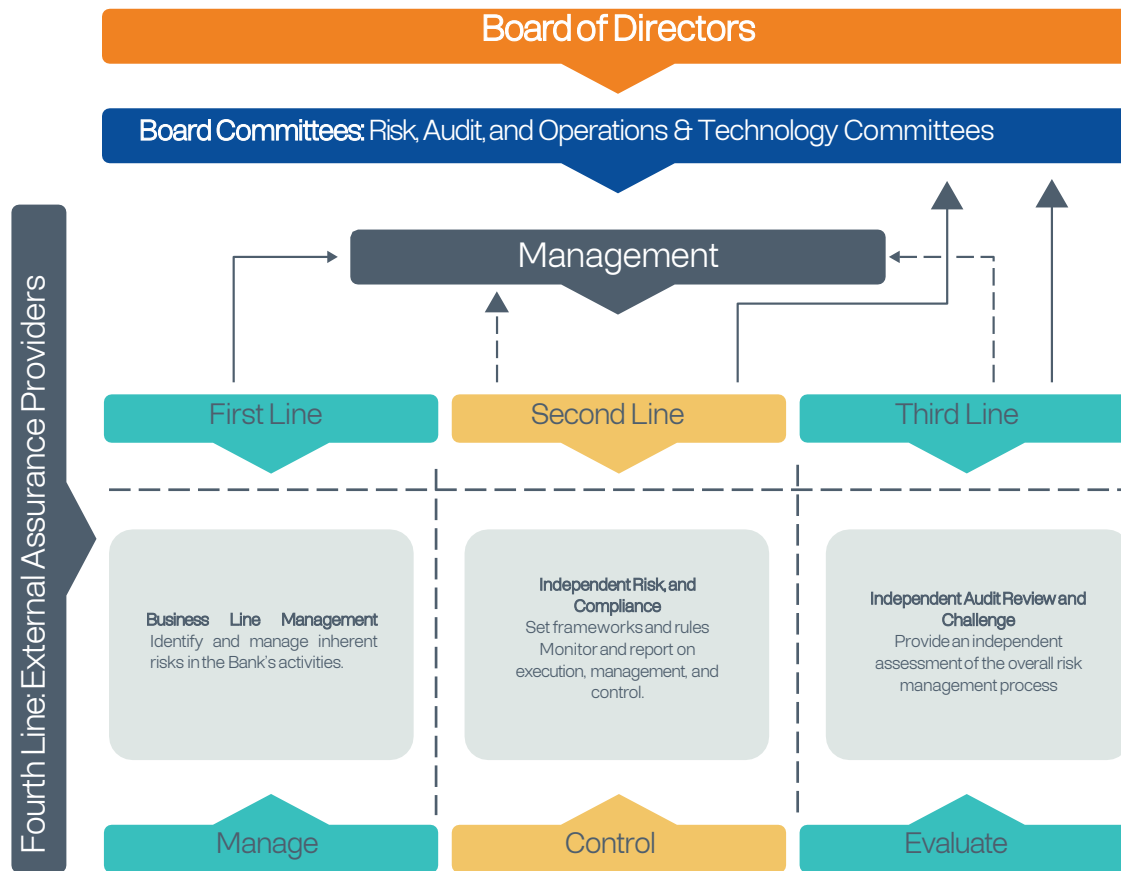 Board of Directors
Board Committees: Risk, Audit, and Operations & Technology Committees
Management
Fourth Line: External Assurance Providers
First Line
Second Line
Third Line
Business Line Management
Identify and manage inherent
risks in the Bank's activities.
Independent Risk, and
Compliance
Set frameworks and rules
Monitor and report on
execution, management, and
control.
Independent Audit Review and
Challenge
Provide an independent
assessment of the overall risk
management process
Manage
Control
Evaluate